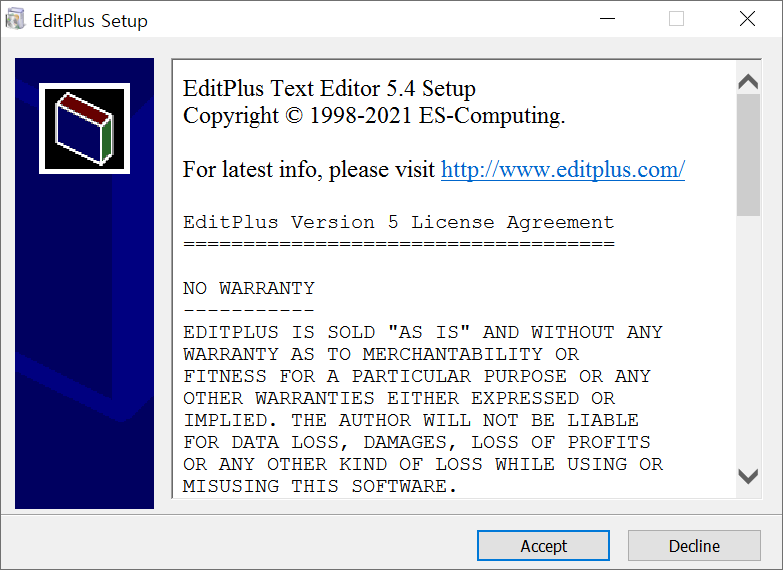 EditPlus Setup
EditPlus Text Editor 5.4 Setup
Copyright © 1998-2021 ES-Computing.
For latest info, please visit http://www.editplus.com/
EditPlus Version 5 License Agreement
====================================
NO WARRANTY
-----------
EDITPLUS IS SOLD "AS IS" AND WITHOUT ANY
WARRANTY AS TO MERCHANTABILITY OR
FITNESS FOR A PARTICULAR PURPOSE OR ANY
OTHER WARRANTIES EITHER EXPRESSED OR
IMPLIED. THE AUTHOR WILL NOT BE LIABLE
FOR DATA LOSS, DAMAGES, LOSS OF PROFITS
OR ANY OTHER KIND OF LOSS WHILE USING OR
MISUSING THIS SOFTWARE.
Accept
Decline